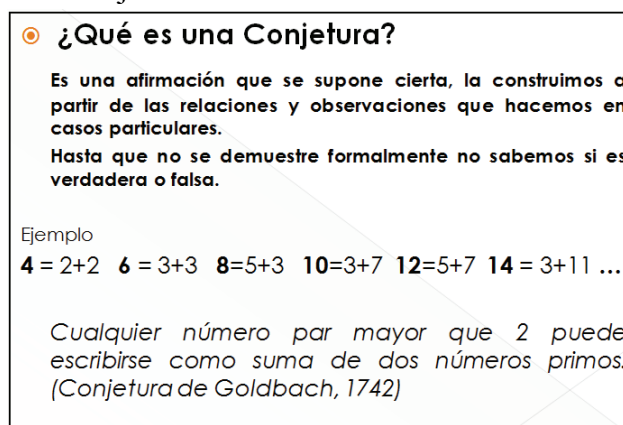 ¿Qué es una Conjetura?
Es una afirmación que se supone cierta, la construimos a
partir de las relaciones y observaciones que hacemos en
casos particulares.
Hasta que no se demuestre formalmente no sabemos si es
verdadera o falsa.
Ejemplo
4 = 2+2 6 = 3+3 8=5+3 10=3+7 12=5+7 14 = 3+11 ...
Cualquier número par mayor que 2 puede
escribirse como suma de dos números primos.
(Conjetura de Goldbach, 1742)